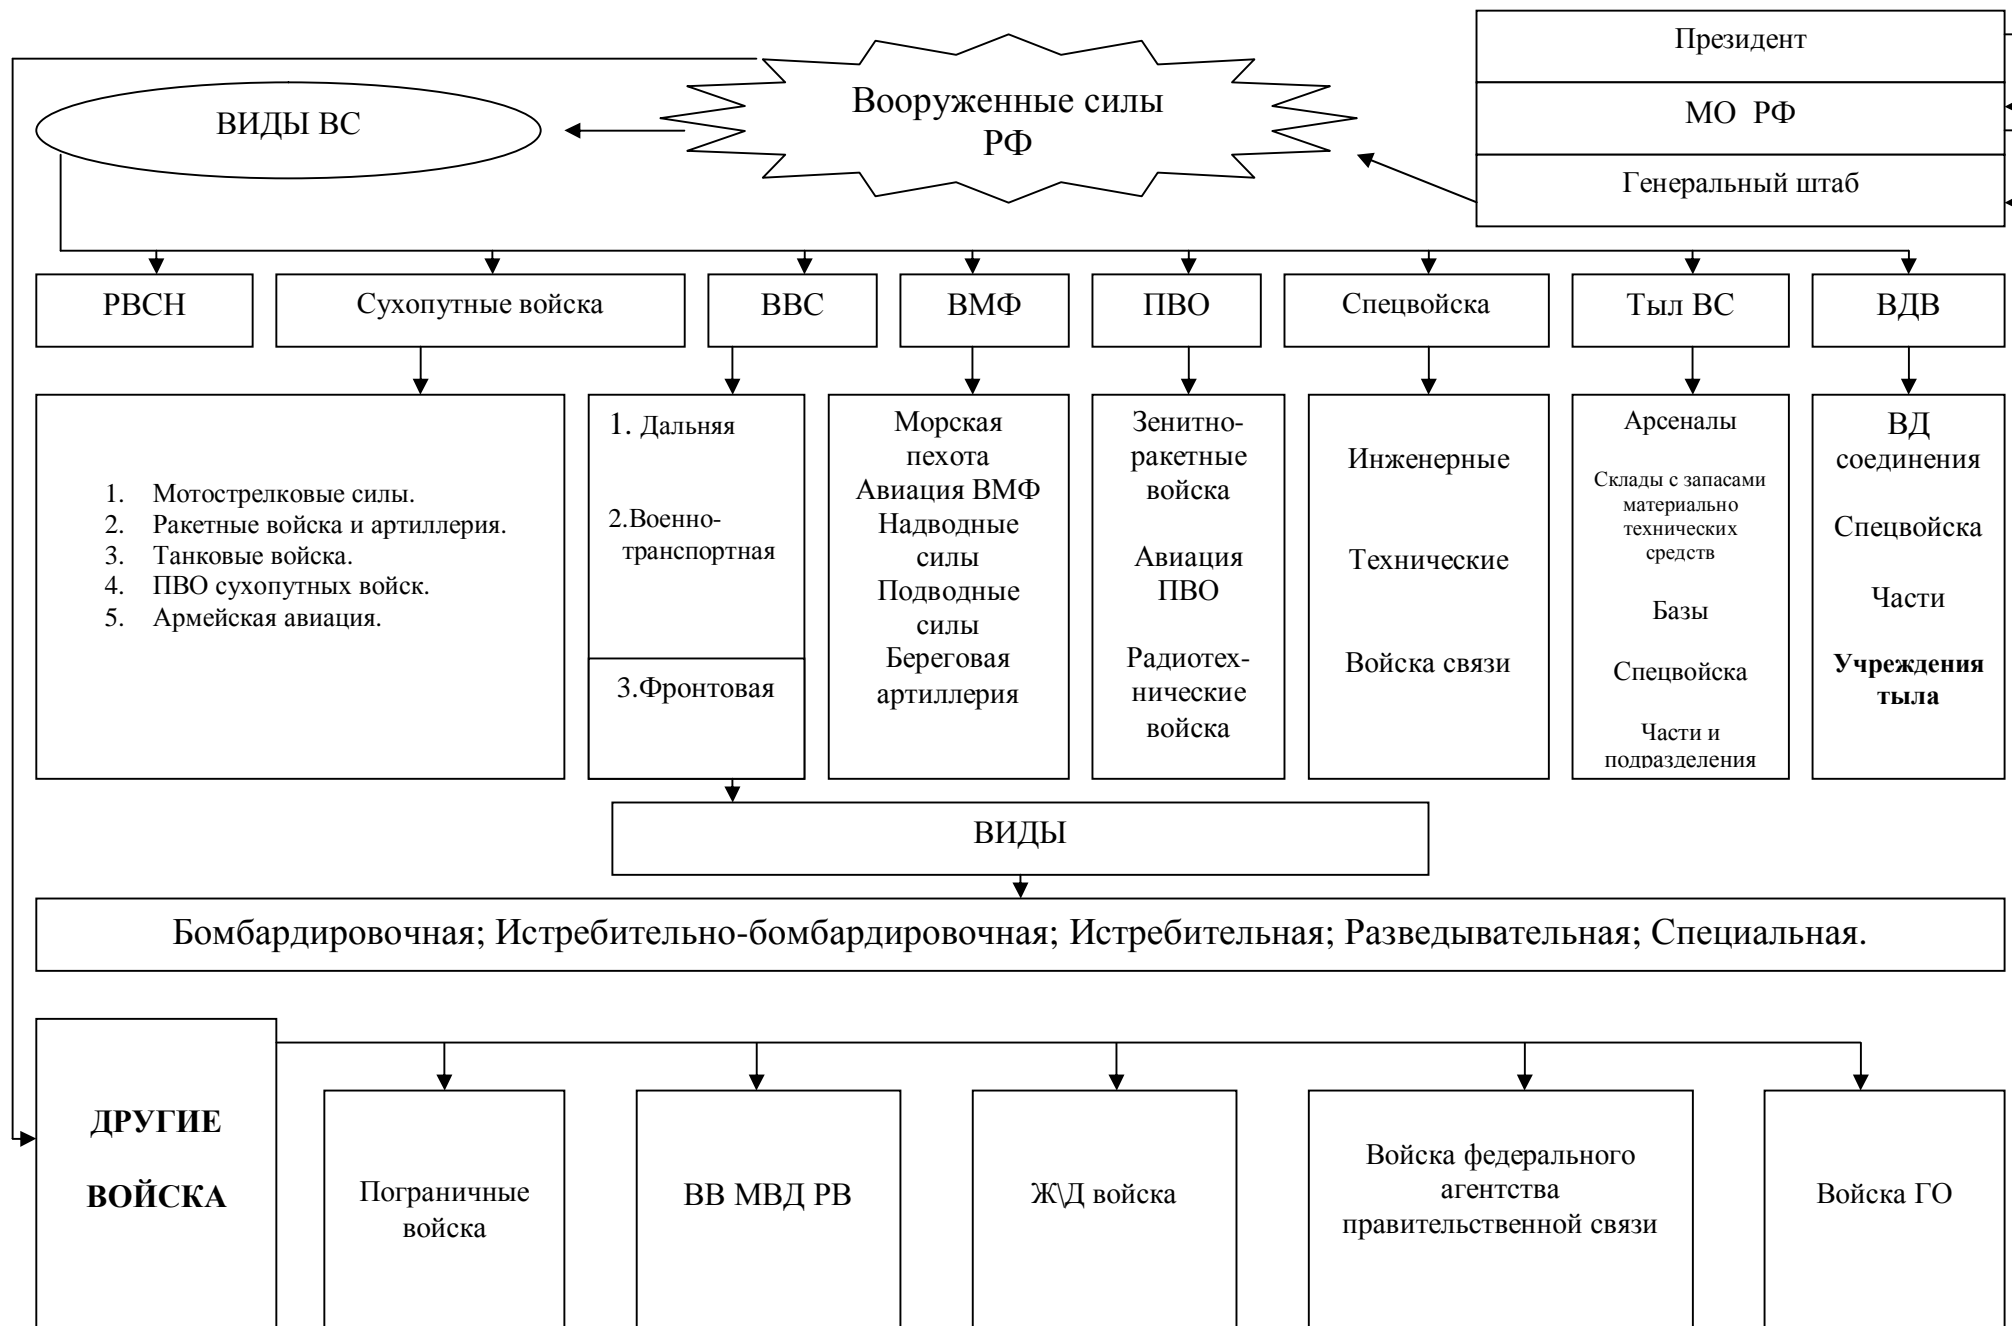 Президент
Вооруженные силы
РФ
ВИДЫ ВС
МО  РФ
Генеральный штаб
РВСН
Сухопутные войска
ВВС
ВМФ
ПВО
Спецвойска
Тыл ВС
ВДВ
1. Мотострелковые силы.
2. Ракетные войска и артиллерия.
3. Танковые войска.
4. ПВО сухопутных войск.
5. Армейская авиация.
1. Дальняя
2.Военно-
транспортная
3.Фронтовая
Морская
пехота
Авиация ВМФ
Надводные
силы
Подводные
силы
Береговая
артиллерия
Зенитно-
ракетные
войска
Авиация
ПВО
Радиотех-
нические
войска
Инженерные
Технические
Войска связи
Арсеналы
Склады с запасами
материально
технических
средств
Базы
Спецвойска
Части и
подразделения
ВД
соединения
Спецвойска
Части
Учреждения
тыла
ВИДЫ
Бомбардировочная; Истребительно-бомбардировочная; Истребительная; Разведывательная; Специальная.
ДРУГИЕ
ВОЙСКА
Пограничные
войска
ВВ МВД РВ
Ж\Д войска
Войска федерального
агентства
правительственной связи
Войска ГО